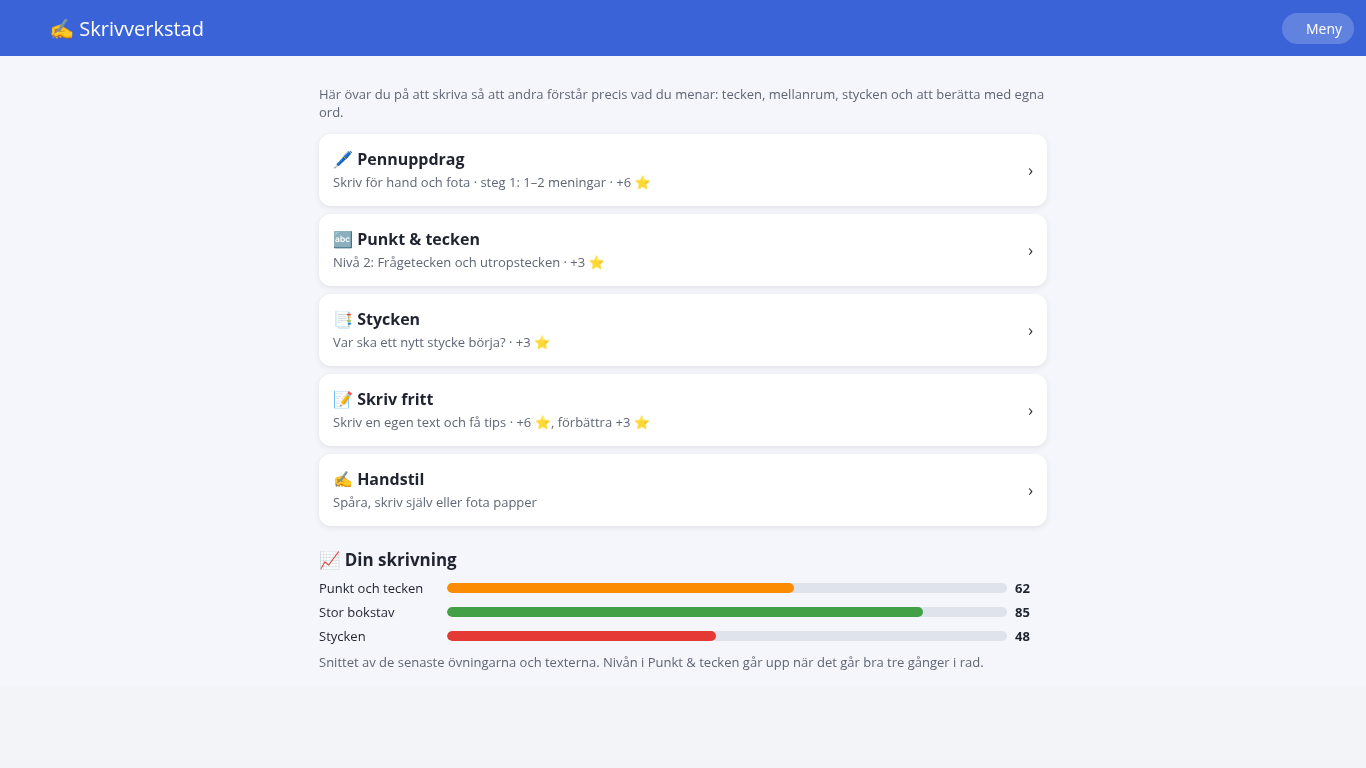 ✍️ Skrivverkstad
Meny
Här övar du på att skriva så att andra förstår precis vad du menar: tecken, mellanrum, stycken och att berätta med egna
ord.
🖊️ Pennuppdrag
Skriv för hand och fota · steg 1: 1–2 meningar · +6 ⭐
›
🔤 Punkt & tecken
Nivå 2: Frågetecken och utropstecken · +3 ⭐
›
📑 Stycken
Var ska ett nytt stycke börja? · +3 ⭐
›
📝 Skriv fritt
Skriv en egen text och få tips · +6 ⭐, förbättra +3 ⭐
›
✍️ Handstil
Spåra, skriv själv eller fota papper
›
📈 Din skrivning
Punkt och tecken 62
Stor bokstav 85
Stycken 48
Snittet av de senaste övningarna och texterna. Nivån i Punkt & tecken går upp när det går bra tre gånger i rad.